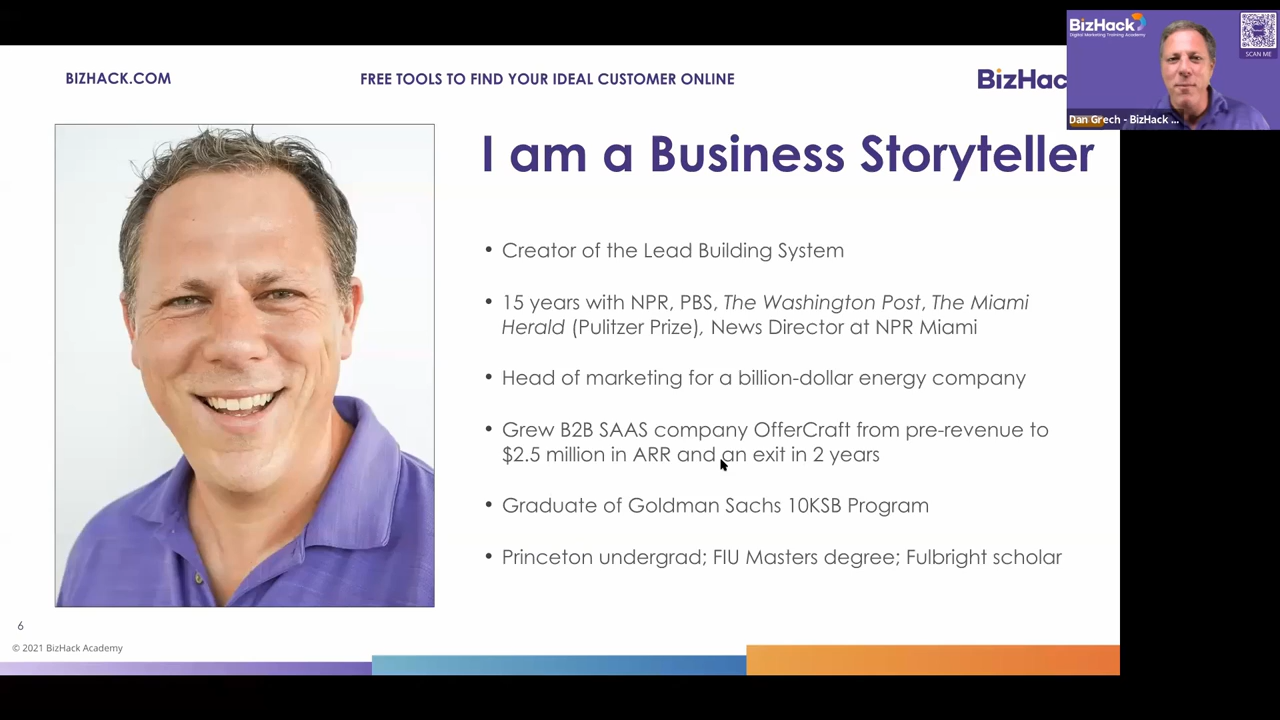 BIZHACK.COM
FREE TOOLS TO FIND YOUR IDEAL CUSTOMER ONLINE
BizHac
BizHack
Digital Marketing Training Academy
SCAN ME
Dan Grech - BizHack ...
I am a Business Storyteller
• Creator of the Lead Building System
• 15 years with NPR, PBS, The Washington Post, The Miami
Herald (Pulitzer Prize), News Director at NPR Miami
• Head of marketing for a billion-dollar energy company
• Grew B2B SAAS company OfferCraft from pre-revenue to
$2.5 million in ARR and an exit in 2 years
• Graduate of Goldman Sachs 10KSB Program
• Princeton undergrad; FIU Masters degree; Fulbright scholar
6
© 2021 BizHack Academy